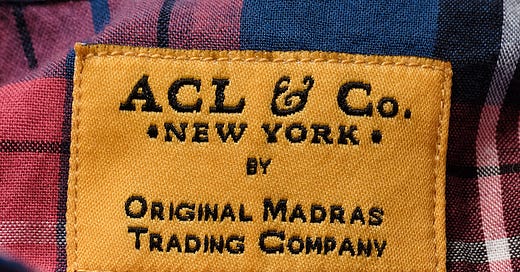 ACL & Co.
•NEW YORK•
BY
ORIGINAL MADRAS
TRADING COMPANY